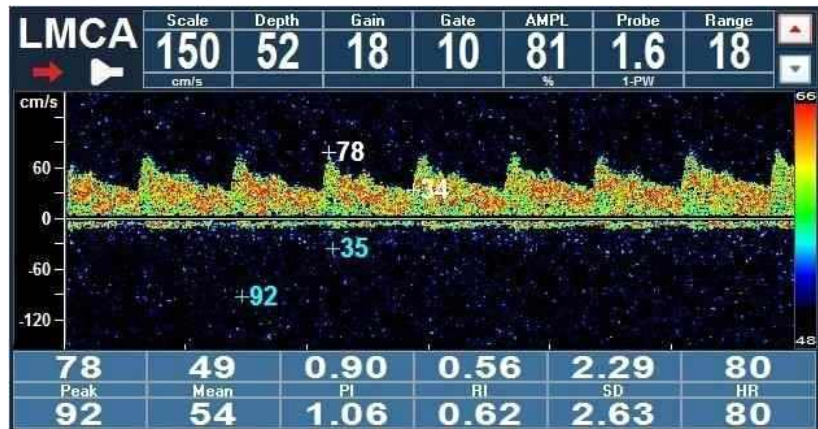 LMCA
Scale Depth Gain Gate AMPL Probe Range
150 52 18 10 81 1.6 18
cm/s % 1-PW
cm/s
66
+78
60
+34
0
+35
-60
+92
-120
48
78 49 0.90 0.56 2.29 80
Peak Mean PI RI SD HR
92 54 1.06 0.62 2.63 80